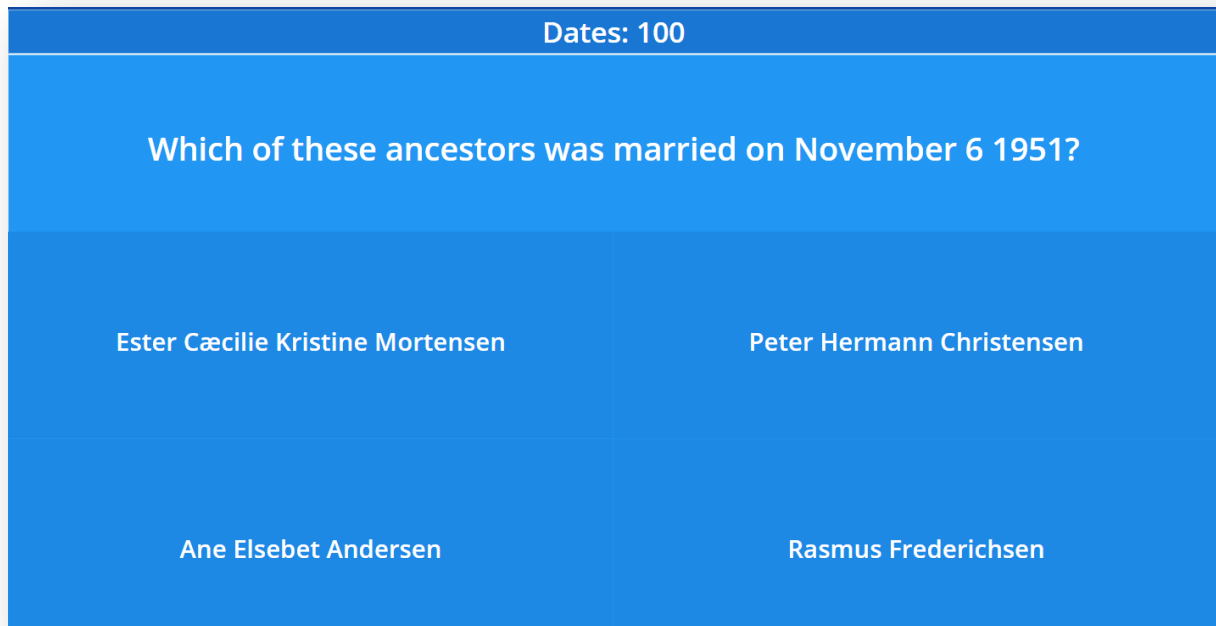 Dates: 100
Which of these ancestors was married on November 6 1951?
Ester Cæcilie Kristine Mortensen
Peter Hermann Christensen
Ane Elsebet Andersen
Rasmus Frederichsen